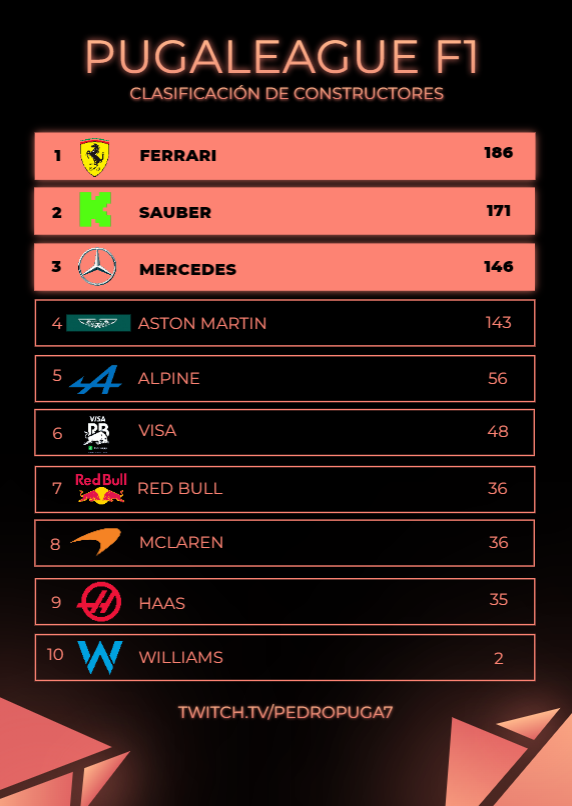 PUGALEAGUE F1
CLASIFICACIÓN DE CONSTRUCTORES
1 FERRARI 186
2 K SAUBER 171
3 MERCEDES 146
4 ASTON MARTIN 143
5 ALPINE 56
6 VISA RB VISA 48
7 Red Bull RED BULL 36
8 MCLAREN 36
9 HAAS 35
10 WILLIAMS 2
TWITCH.TV/PEDROPUGA7